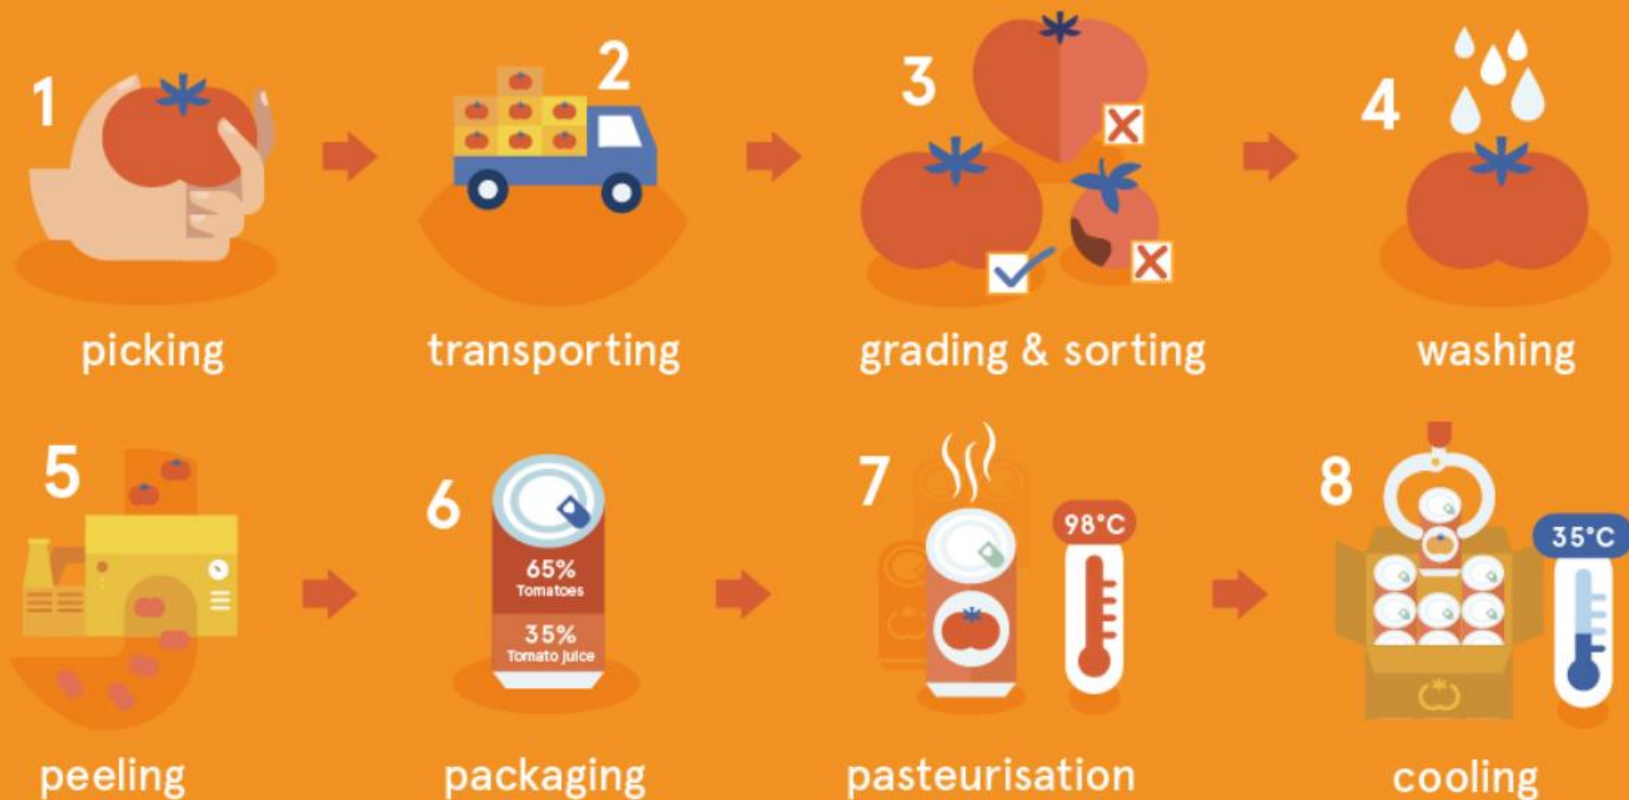 1
2
3
4
picking
transporting
grading & sorting
washing
5
6
65%
Tomatoes
35%
Tomato juice
7
98°C
8
35°C
peeling
packaging
pasteurisation
cooling